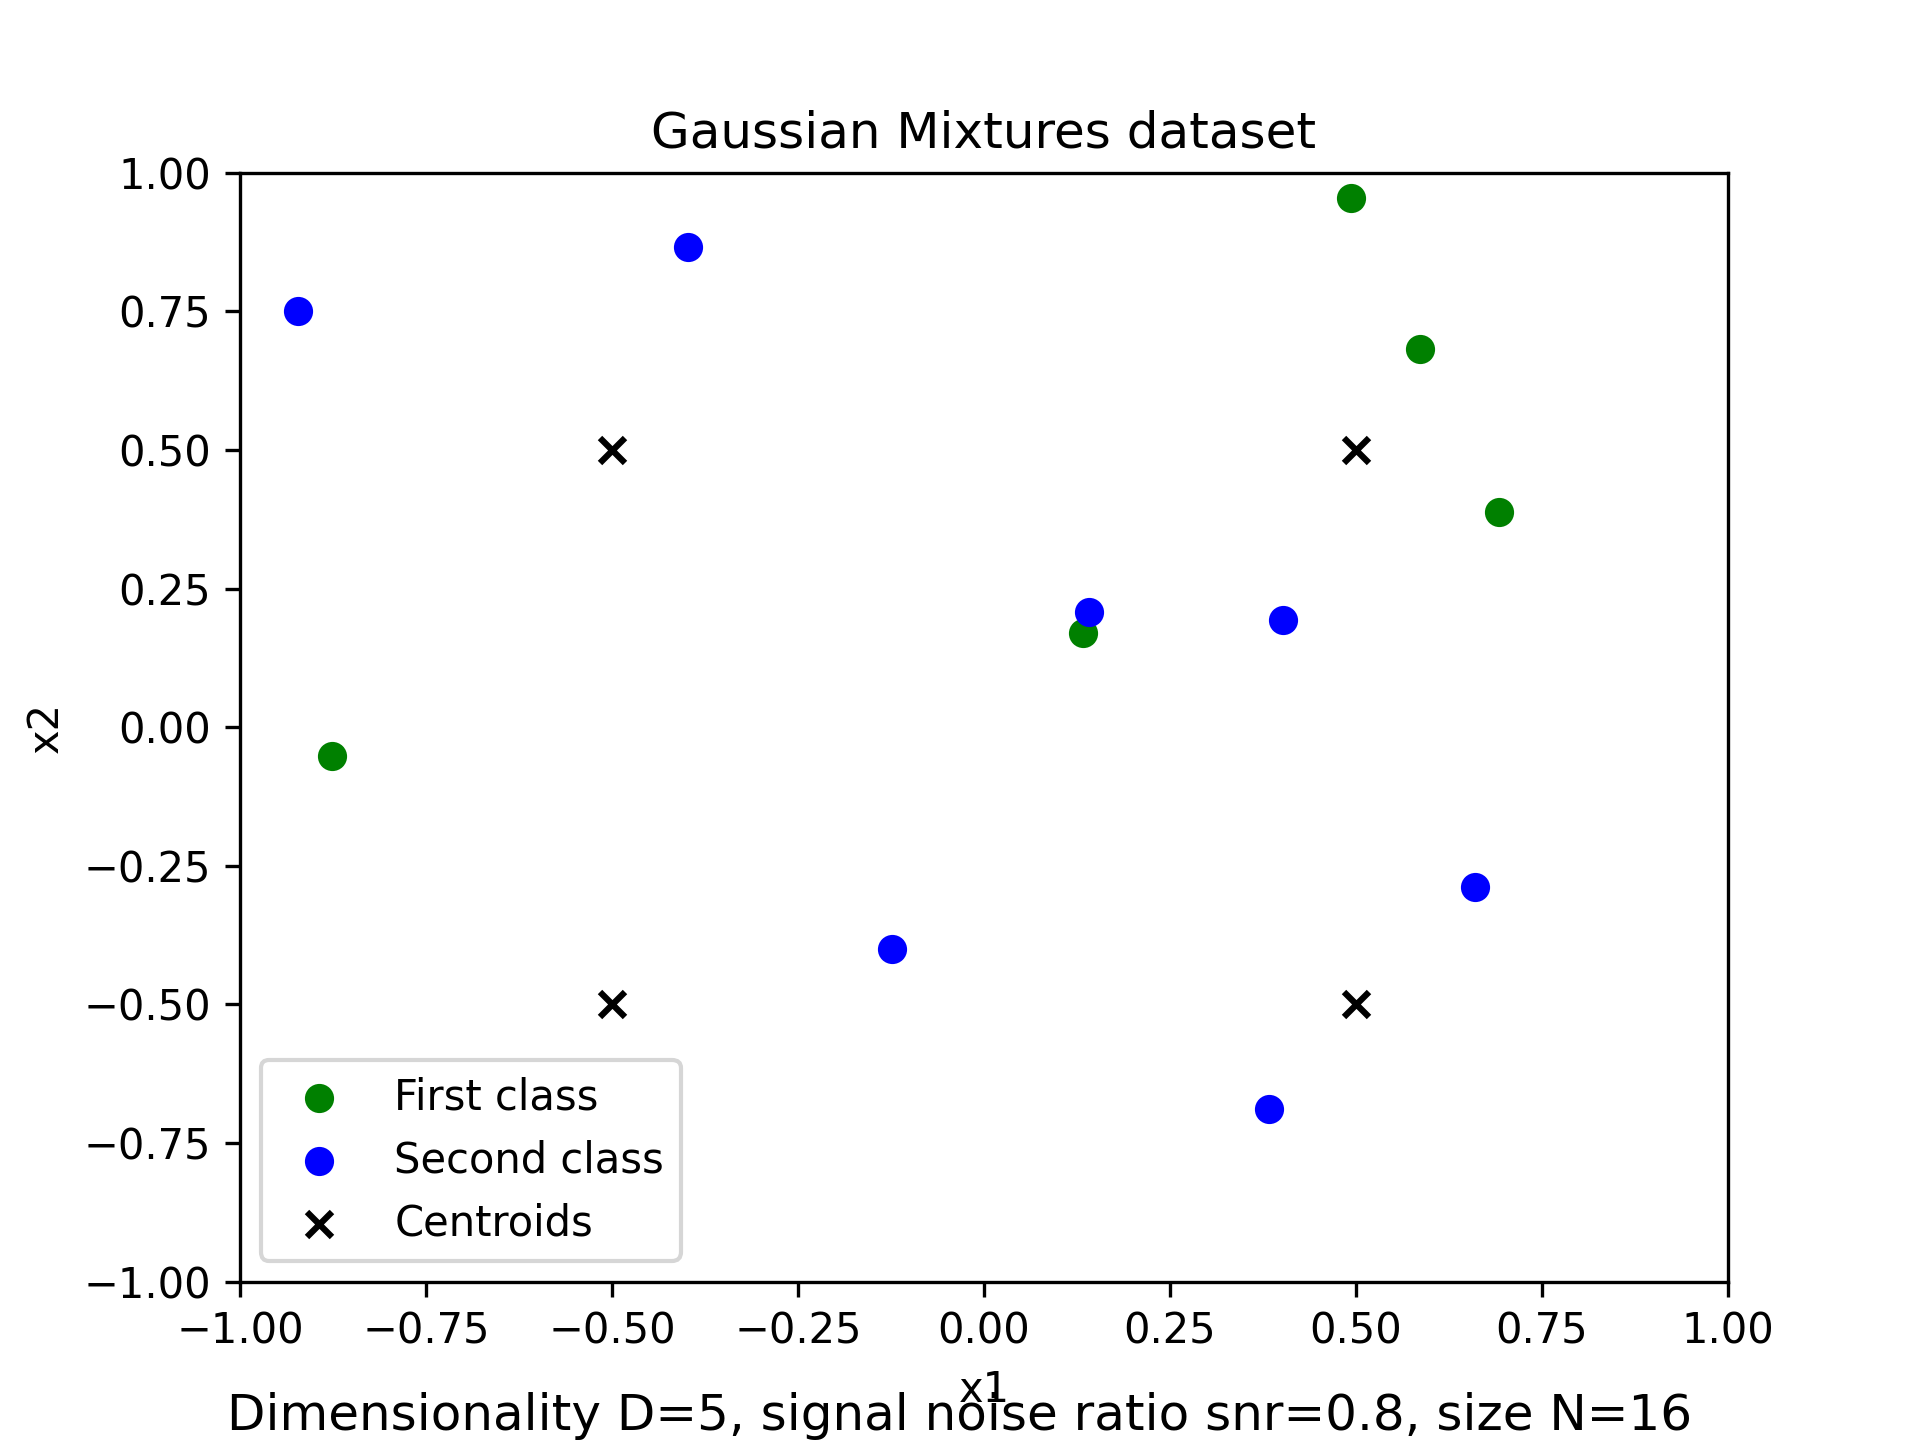 Gaussian Mixtures dataset
1.00
0.75
0.50
0.25
0.00
−0.25
−0.50
−0.75
−1.00
x2
First class
Second class
Centroids
−1.00 −0.75 −0.50 −0.25 0.00 0.25 0.50 0.75 1.00
x1
Dimensionality D=5, signal noise ratio snr=0.8, size N=16